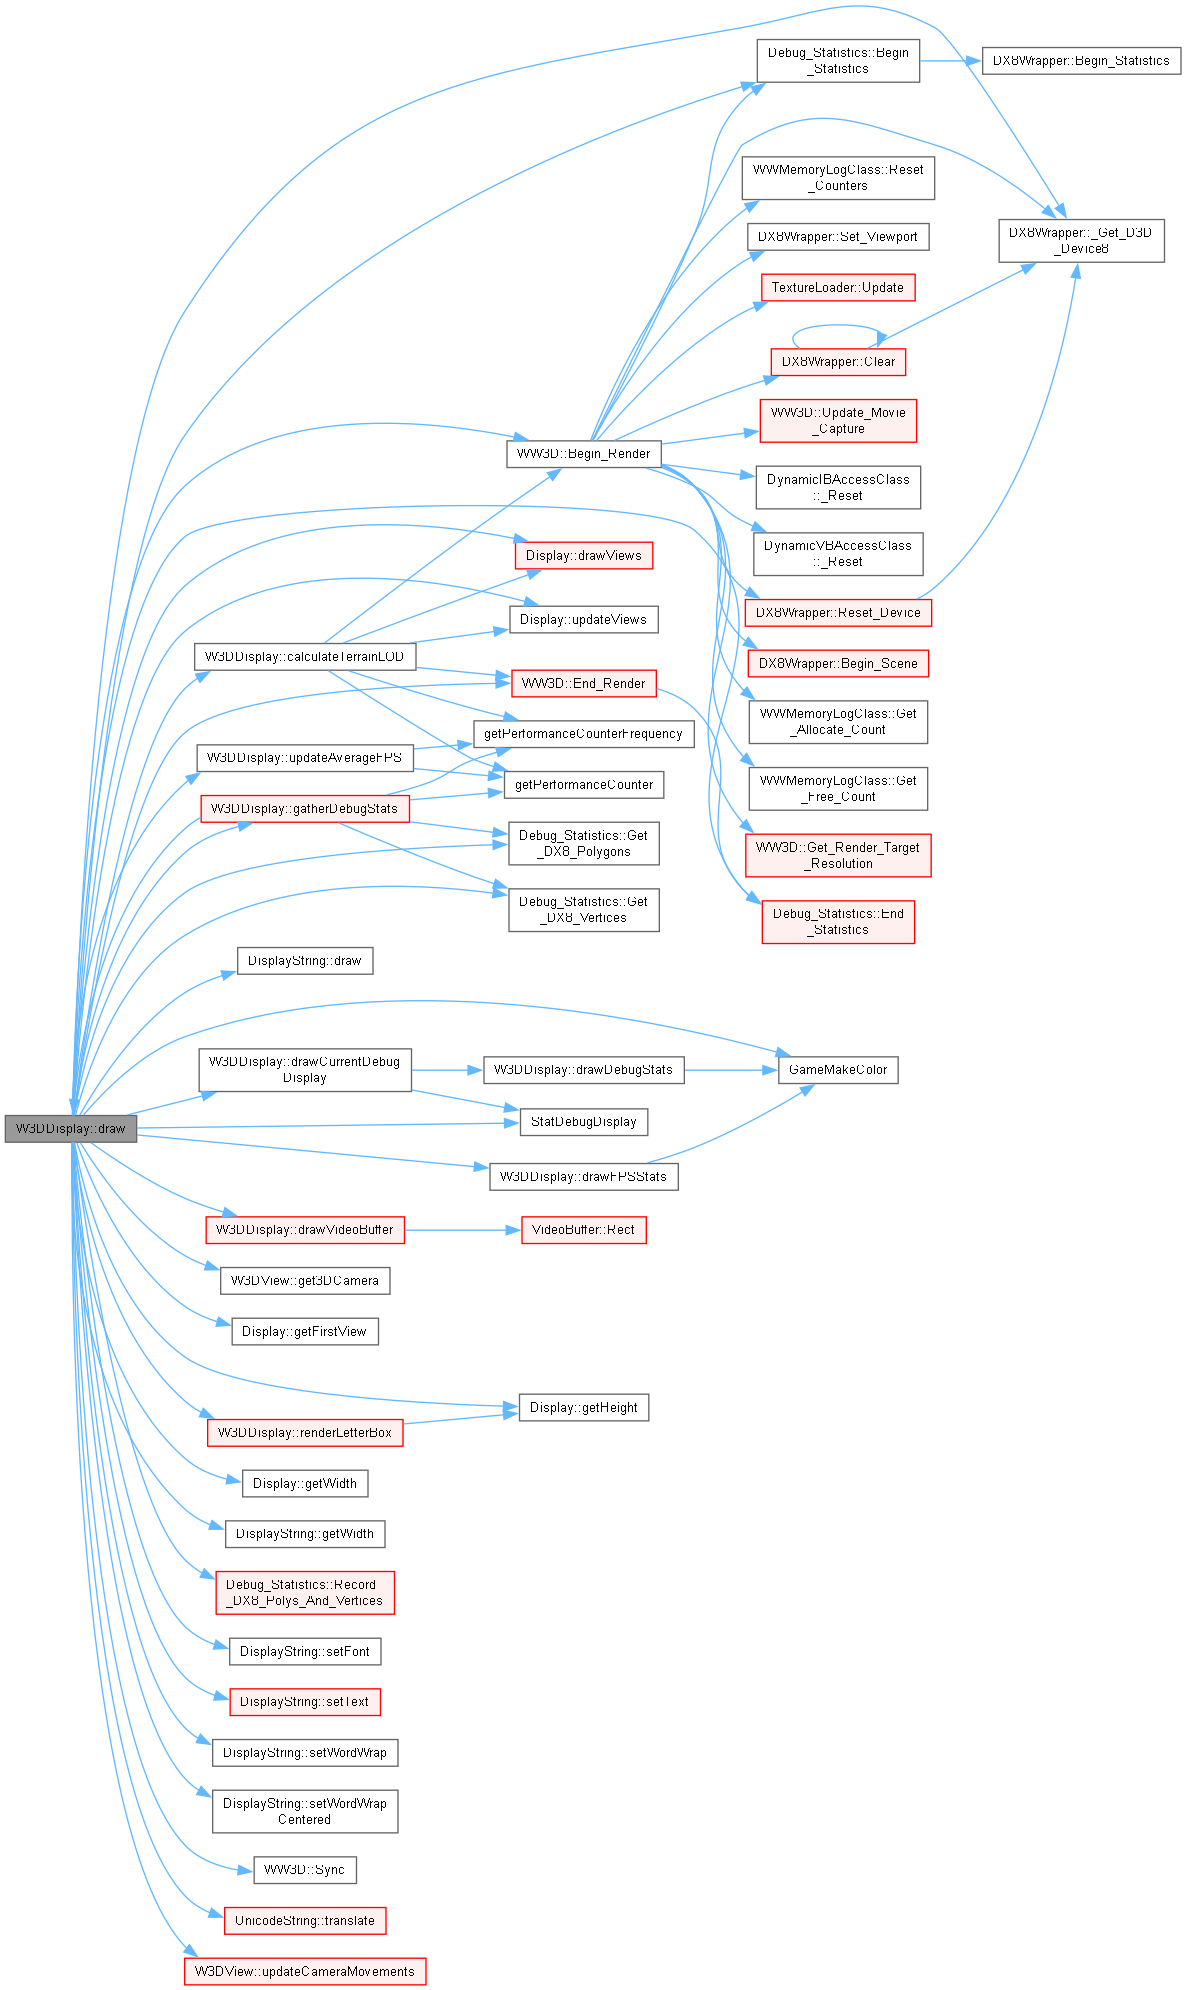 Debug_Statistics::Begin
_Statistics
DX8Wrapper::Begin_Statistics
WWMemoryLogClass::Reset
_Counters
DX8Wrapper::Set_Viewport
DX8Wrapper::_Get_D3D
_Device8
TextureLoader::Update
DX8Wrapper::Clear
WW3D::Update_Movie
_Capture
WW3D::Begin_Render
DynamicIBAccessClass
::_Reset
DynamicVBAccessClass
::_Reset
Display::drawViews
DX8Wrapper::Reset_Device
Display::updateViews
W3DDisplay::calculateTerrainLOD
DX8Wrapper::Begin_Scene
WW3D::End_Render
WWMemoryLogClass::Get
_Allocate_Count
getPerformanceCounterFrequency
W3DDisplay::updateAverageFPS
getPerformanceCounter
WWMemoryLogClass::Get
_Free_Count
W3DDisplay::gatherDebugStats
Debug_Statistics::Get
_DX8_Polygons
WW3D::Get_Render_Target
_Resolution
Debug_Statistics::Get
_DX8_Vertices
Debug_Statistics::End
_Statistics
DisplayString::draw
W3DDisplay::drawCurrentDebug
Display
W3DDisplay::drawDebugStats
GameMakeColor
StatDebugDisplay
W3DDisplay::draw
W3DDisplay::drawFPSStats
W3DDisplay::drawVideoBuffer
VideoBuffer::Rect
W3DView::get3DCamera
Display::getFirstView
Display::getHeight
W3DDisplay::renderLetterBox
Display::getWidth
DisplayString::getWidth
Debug_Statistics::Record
_DX8_Polys_And_Vertices
DisplayString::setFont
DisplayString::setText
DisplayString::setWordWrap
DisplayString::setWordWrap
Centered
WW3D::Sync
UnicodeString::translate
W3DView::updateCameraMovements